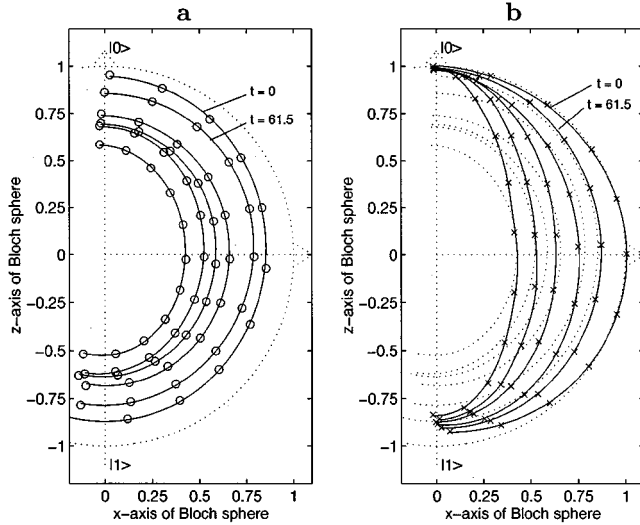 a
|0>
1
0.75
0.5
0.25
0
-0.25
-0.5
-0.75
-1
z-axis of Bloch sphere
t = 0
t = 61.5
|1>
0 0.25 0.5 0.75 1
x-axis of Bloch sphere
b
|0>
1
0.75
0.5
0.25
0
-0.25
-0.5
-0.75
-1
z-axis of Bloch sphere
t = 0
t = 61.5
|1>
0 0.25 0.5 0.75 1
x-axis of Bloch sphere